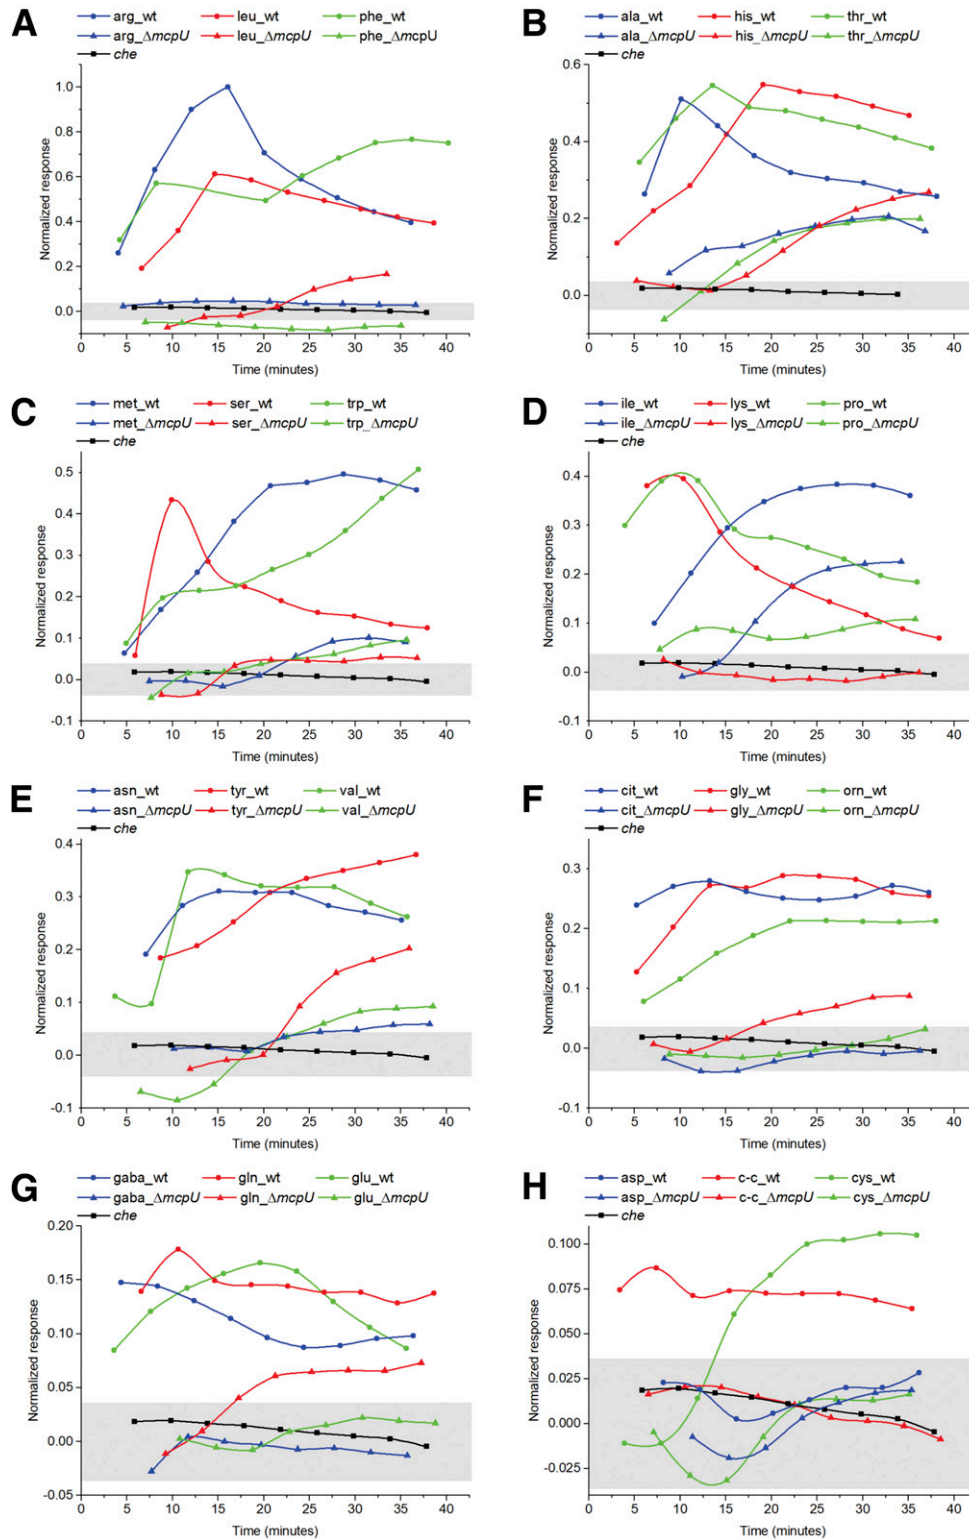 A
arg_wt leu_wt phe_wt
arg_ΔmcpU leu_ΔmcpU phe_ΔmcpU
che
Normalized response
1.0
0.8
0.6
0.4
0.2
0.0
0 5 10 15 20 25 30 35 40
Time (minutes)
B
ala_wt his_wt thr_wt
ala_ΔmcpU his_ΔmcpU thr_ΔmcpU
che
Normalized response
0.6
0.4
0.2
0.0
0 5 10 15 20 25 30 35 40
Time (minutes)
C
met_wt ser_wt trp_wt
met_ΔmcpU ser_ΔmcpU trp_ΔmcpU
che
Normalized response
0.5
0.4
0.3
0.2
0.1
0.0
-0.1
0 5 10 15 20 25 30 35 40
Time (minutes)
D
ile_wt lys_wt pro_wt
ile_ΔmcpU lys_ΔmcpU pro_ΔmcpU
che
Normalized response
0.4
0.3
0.2
0.1
0.0
-0.1
0 5 10 15 20 25 30 35 40
Time (minutes)
E
asn_wt tyr_wt val_wt
asn_ΔmcpU tyr_ΔmcpU val_ΔmcpU
che
Normalized response
0.4
0.3
0.2
0.1
0.0
-0.1
0 5 10 15 20 25 30 35 40
Time (minutes)
F
cit_wt gly_wt orn_wt
cit_ΔmcpU gly_ΔmcpU orn_ΔmcpU
che
Normalized response
0.3
0.2
0.1
0.0
-0.1
0 5 10 15 20 25 30 35 40
Time (minutes)
G
gaba_wt gln_wt glu_wt
gaba_ΔmcpU gln_ΔmcpU glu_ΔmcpU
che
Normalized response
0.20
0.15
0.10
0.05
0.00
-0.05
0 5 10 15 20 25 30 35 40
Time (minutes)
H
asp_wt c-c_wt cys_wt
asp_ΔmcpU c-c_ΔmcpU cys_ΔmcpU
che
Normalized response
0.100
0.075
0.050
0.025
0.000
-0.025
0 5 10 15 20 25 30 35 40
Time (minutes)